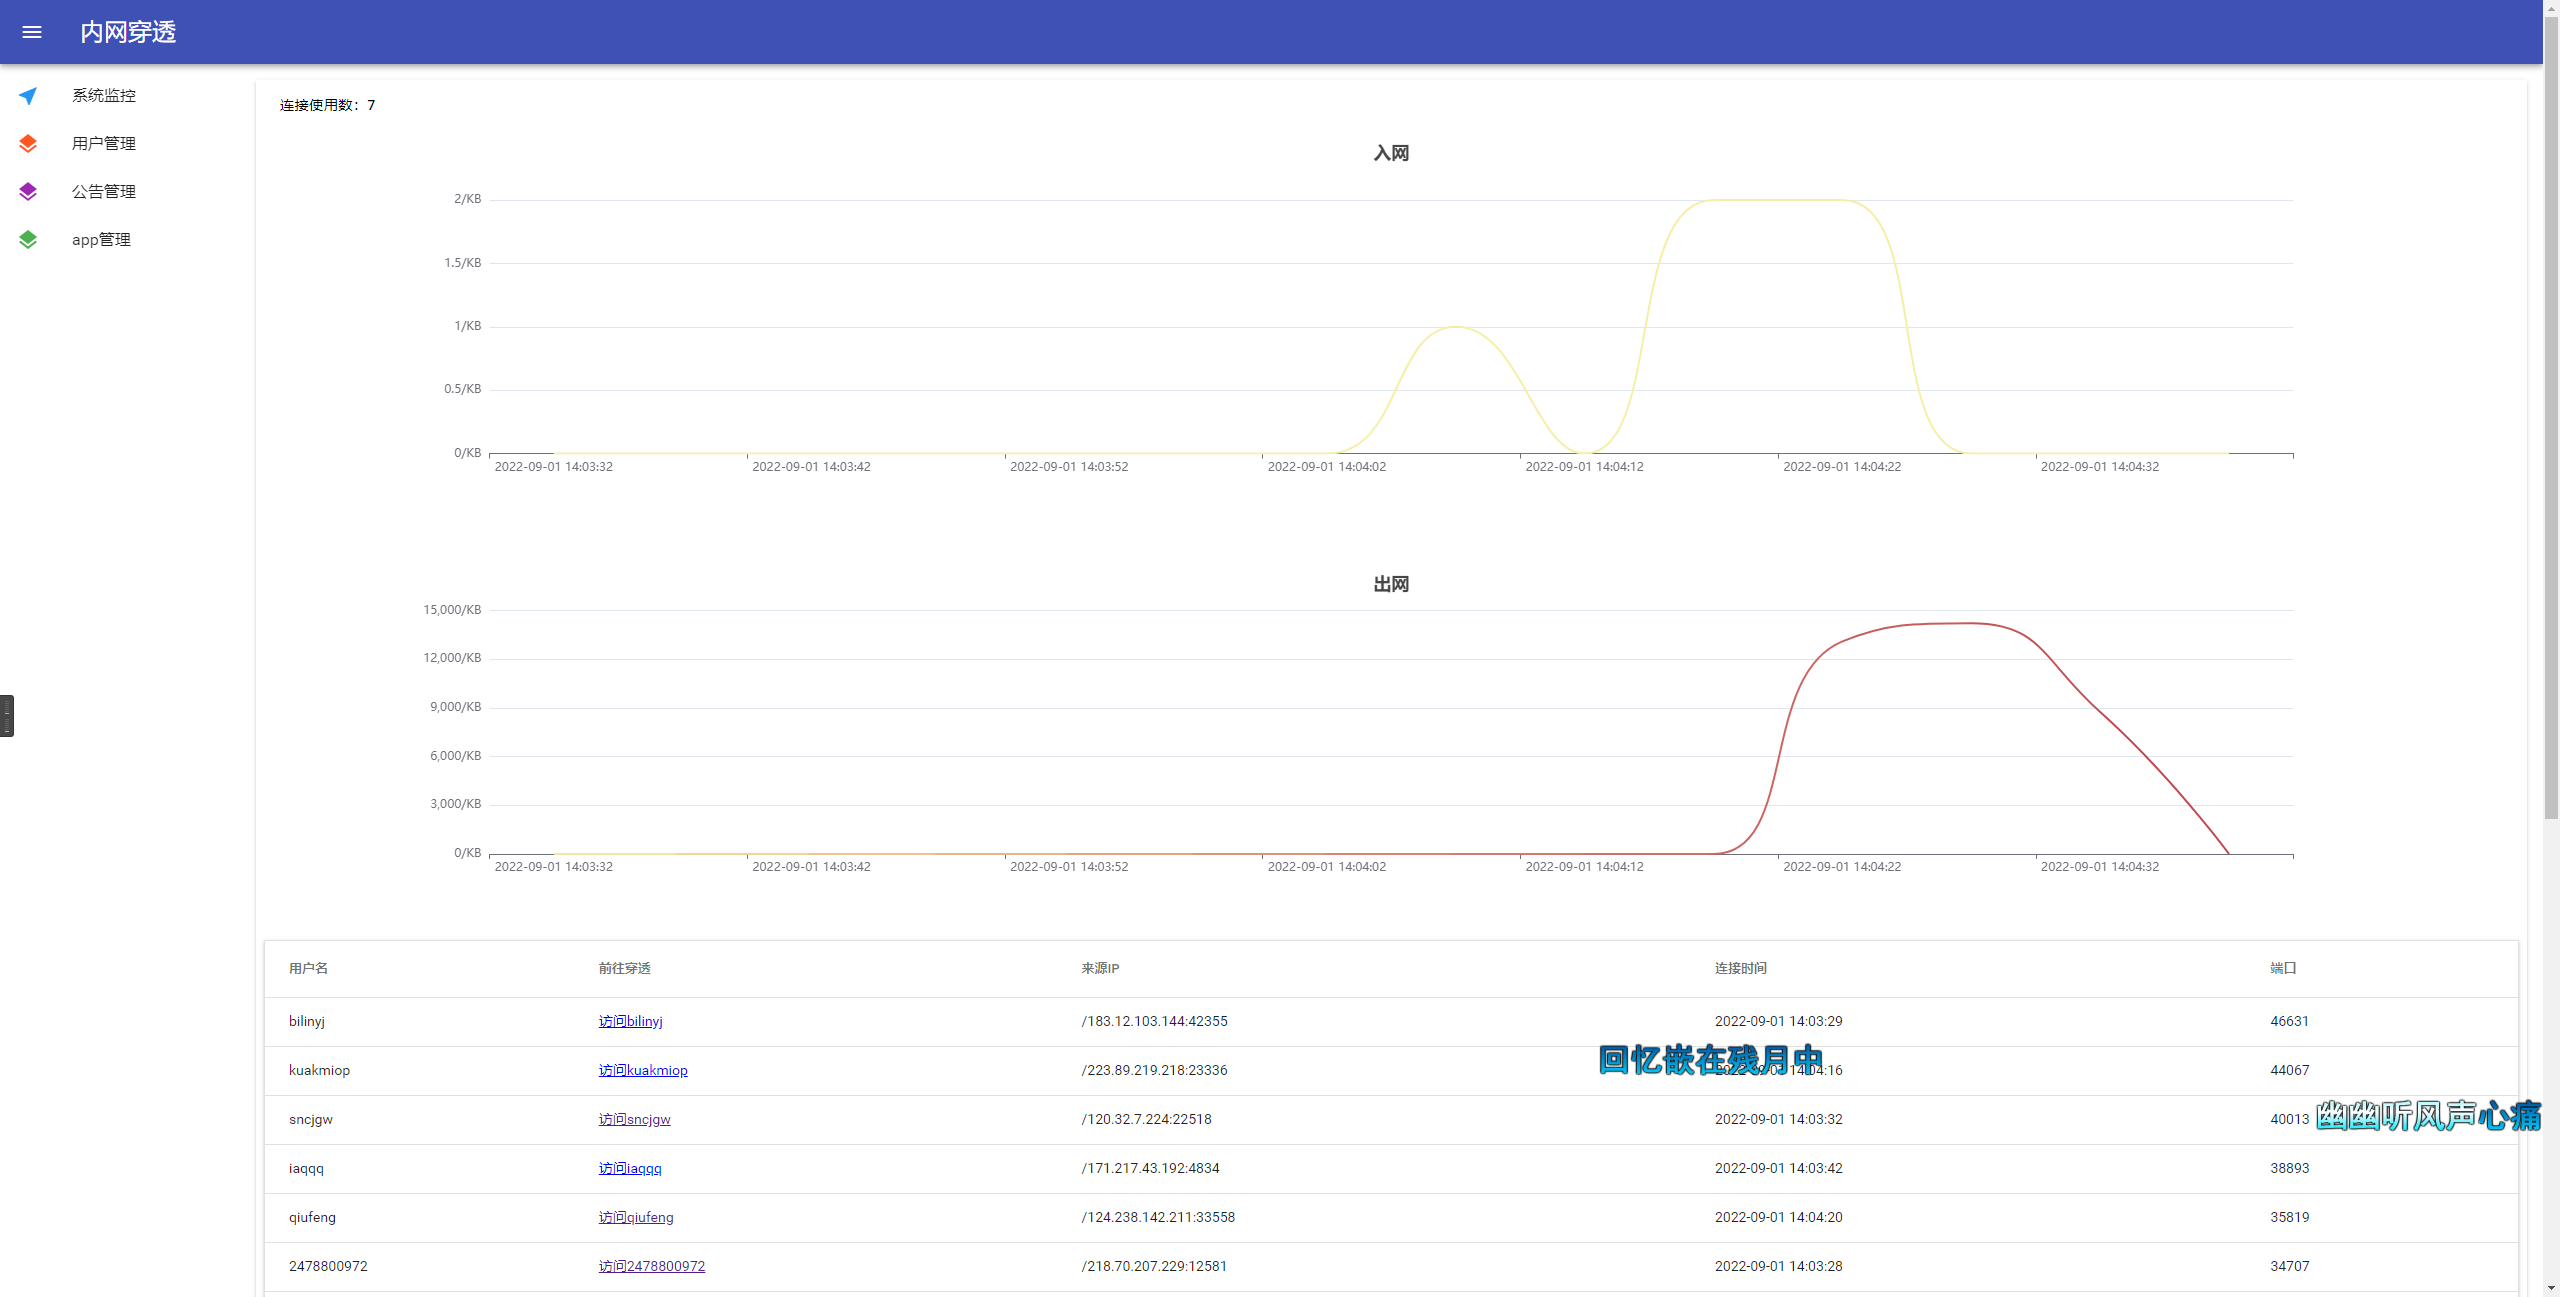 内网穿透
系统监控
用户管理
公告管理
app管理
连接使用数：7
入网
2/KB
1.5/KB
1/KB
0.5/KB
0/KB
2022-09-01 14:03:32 2022-09-01 14:03:42 2022-09-01 14:03:52 2022-09-01 14:04:02 2022-09-01 14:04:12 2022-09-01 14:04:22 2022-09-01 14:04:32
出网
15,000/KB
12,000/KB
9,000/KB
6,000/KB
3,000/KB
0/KB
2022-09-01 14:03:32 2022-09-01 14:03:42 2022-09-01 14:03:52 2022-09-01 14:04:02 2022-09-01 14:04:12 2022-09-01 14:04:22 2022-09-01 14:04:32
用户名 前往穿透 来源IP 连接时间 端口
bilinyj 访问bilinyj /183.12.103.144:42355 2022-09-01 14:03:29 46631
回忆嵌在残月中
kuakmiop 访问kuakmiop /223.89.219.218:23336 2022-09-01 14:04:16 44067
sncjgw 访问sncjgw /120.32.7.224:22518 2022-09-01 14:03:32 40013
幽幽听风声心痛
iaqqq 访问iaqqq /171.217.43.192:4834 2022-09-01 14:03:42 38893
qiufeng 访问qiufeng /124.238.142.211:33558 2022-09-01 14:04:20 35819
2478800972 访问2478800972 /218.70.207.229:12581 2022-09-01 14:03:28 34707